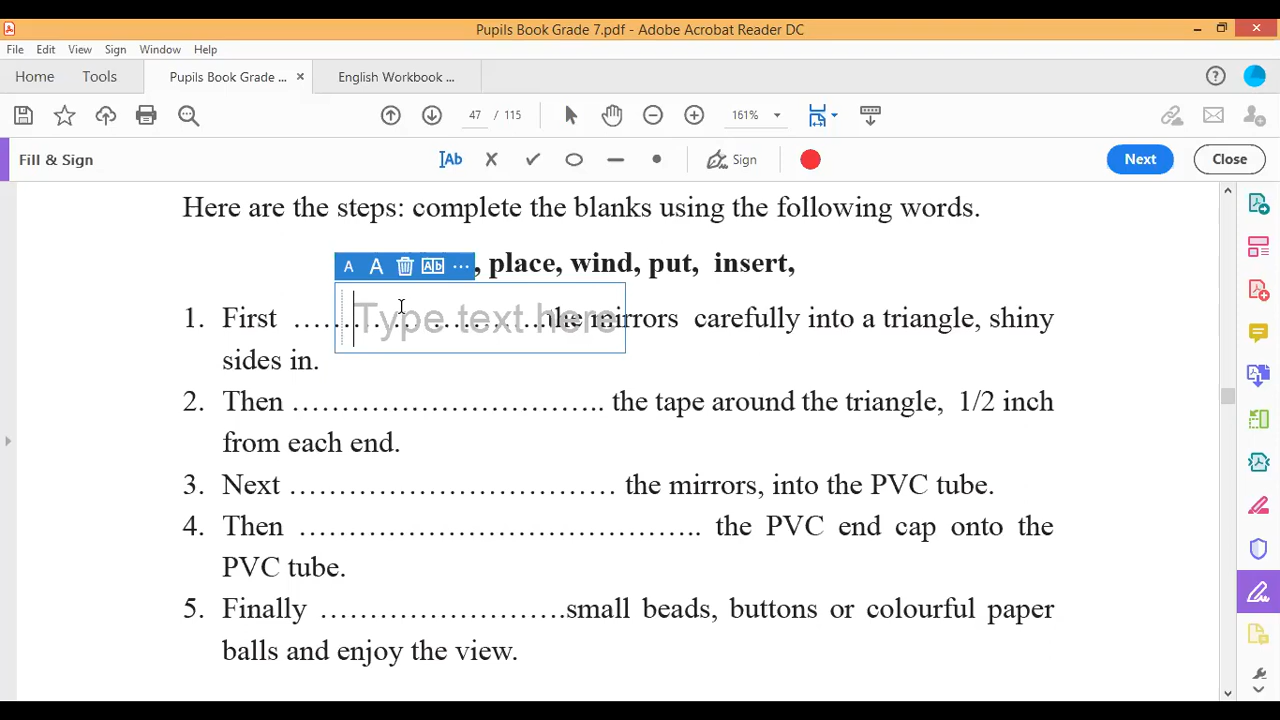 Pupils Book Grade 7.pdf - Adobe Acrobat Reader DC
File Edit View Sign Window Help
Home Tools Pupils Book Grade ... × English Workbook ...
47 / 115 161%
Fill & Sign Ab Sign Next Close
Here are the steps: complete the blanks using the following words.
A A Ab ... , place, wind, put, insert,
Type text here
1. First …………………………the mirrors carefully into a triangle, shiny
sides in.
2. Then ………………………….. the tape around the triangle, 1/2 inch
from each end.
3. Next …………………………… the mirrors, into the PVC tube.
4. Then ………………………………….. the PVC end cap onto the
PVC tube.
5. Finally …………………….small beads, buttons or colourful paper
balls and enjoy the view.